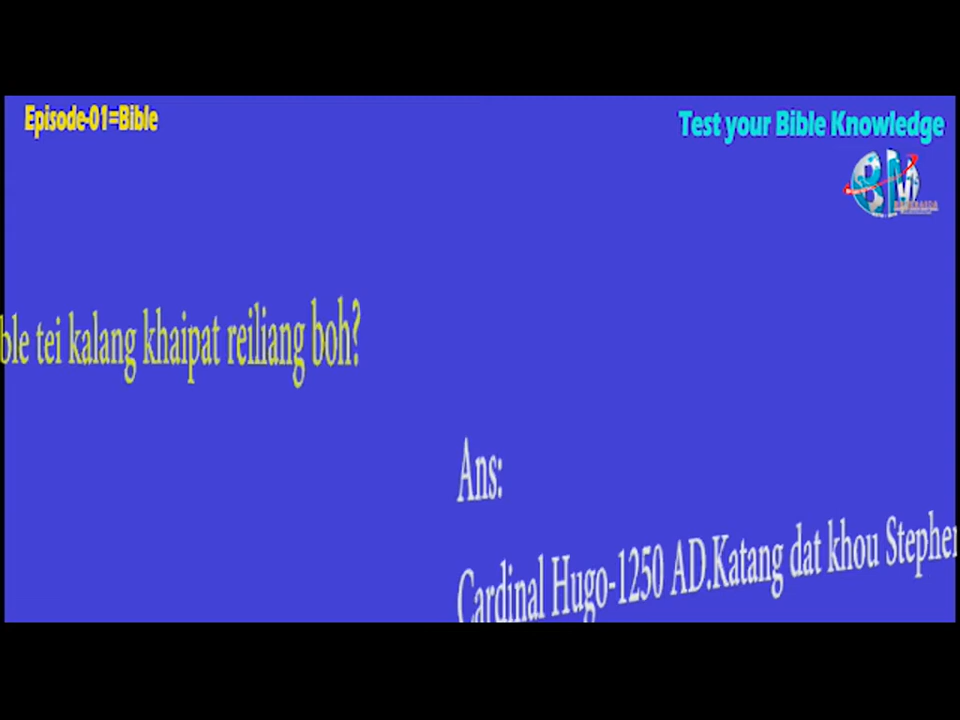 Episode-01=Bible
Test your Bible Knowledge
ble tei kalang khaipat reiliang boh?
Ans:
Cardinal Hugo-1250 AD.Katang dat khou Stephen